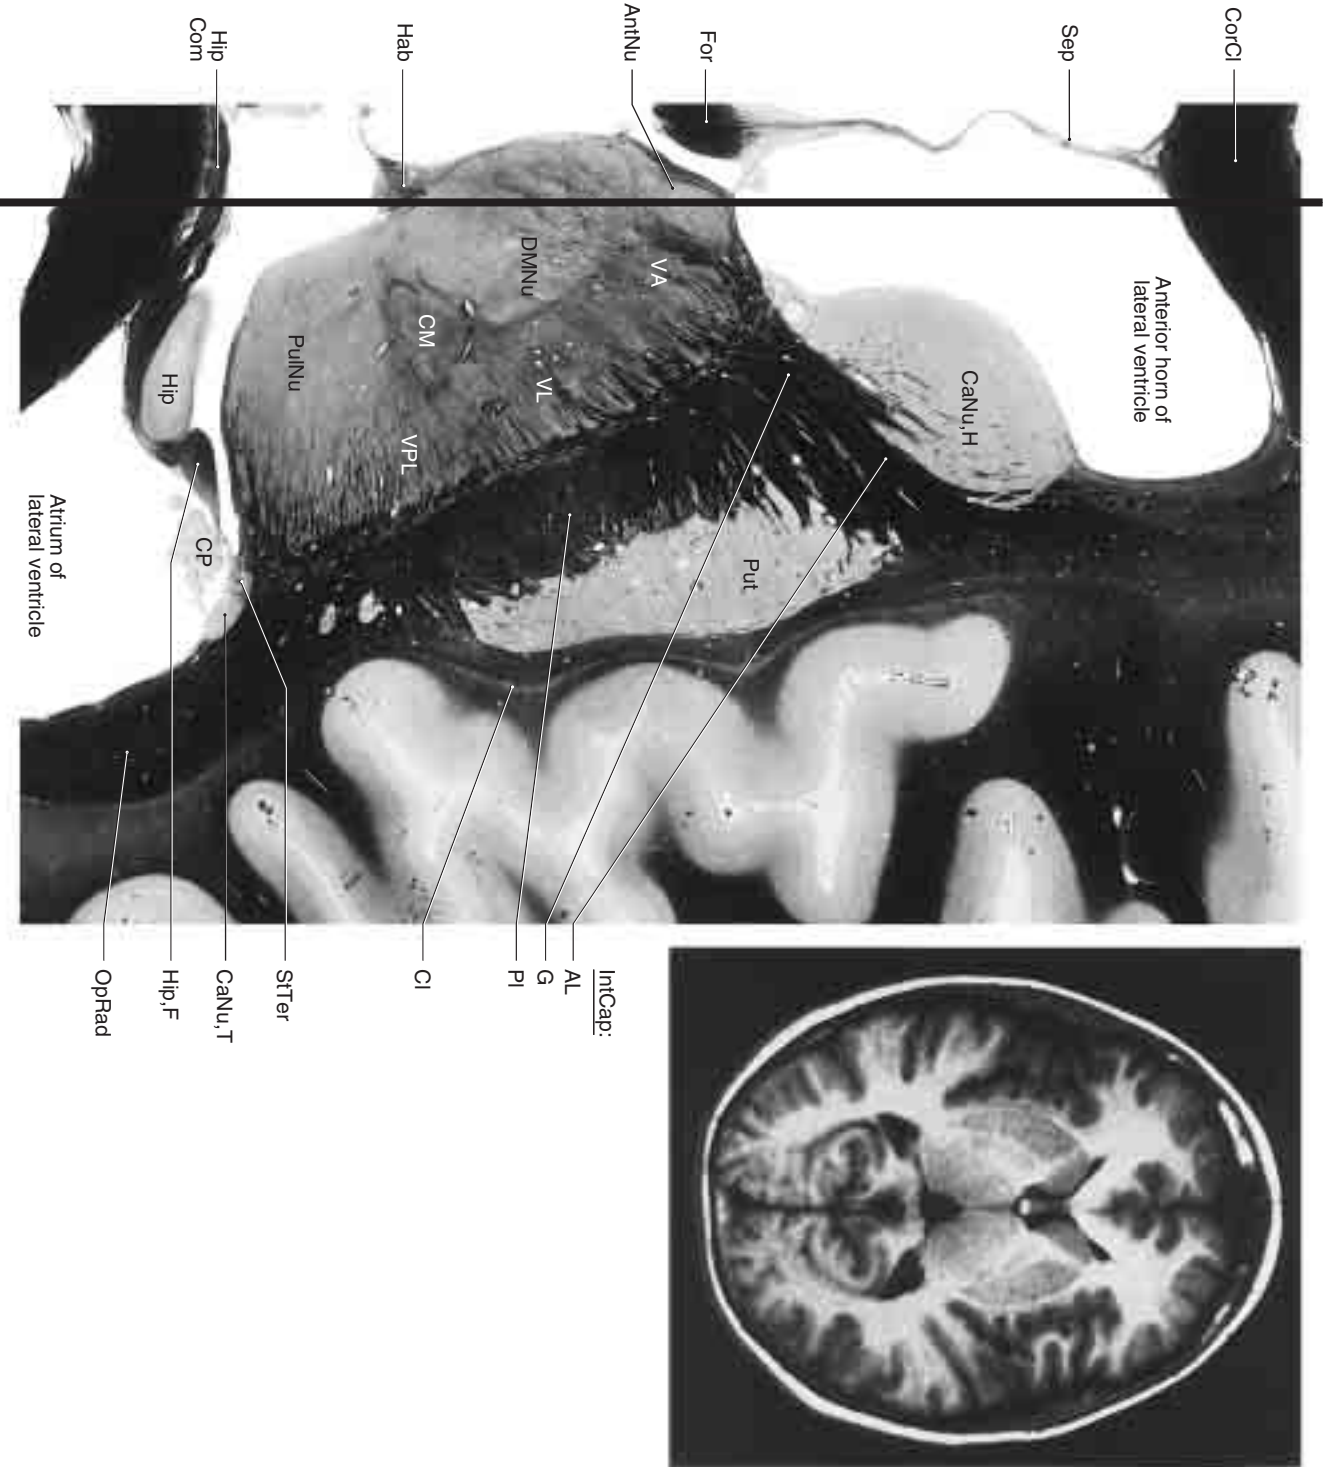 Hip
Com
Hab
AntNu
For
Sep
CorCl
Anterior horn of
lateral ventricle
CaNu,H
VA
DMNu
CM
VL
PulNu
VPL
Hip
CP
Put
Atrium of
lateral ventricle
OpRad
Hip,F
CaNu,T
StTer
Cl
Pl
G
AL
IntCap: